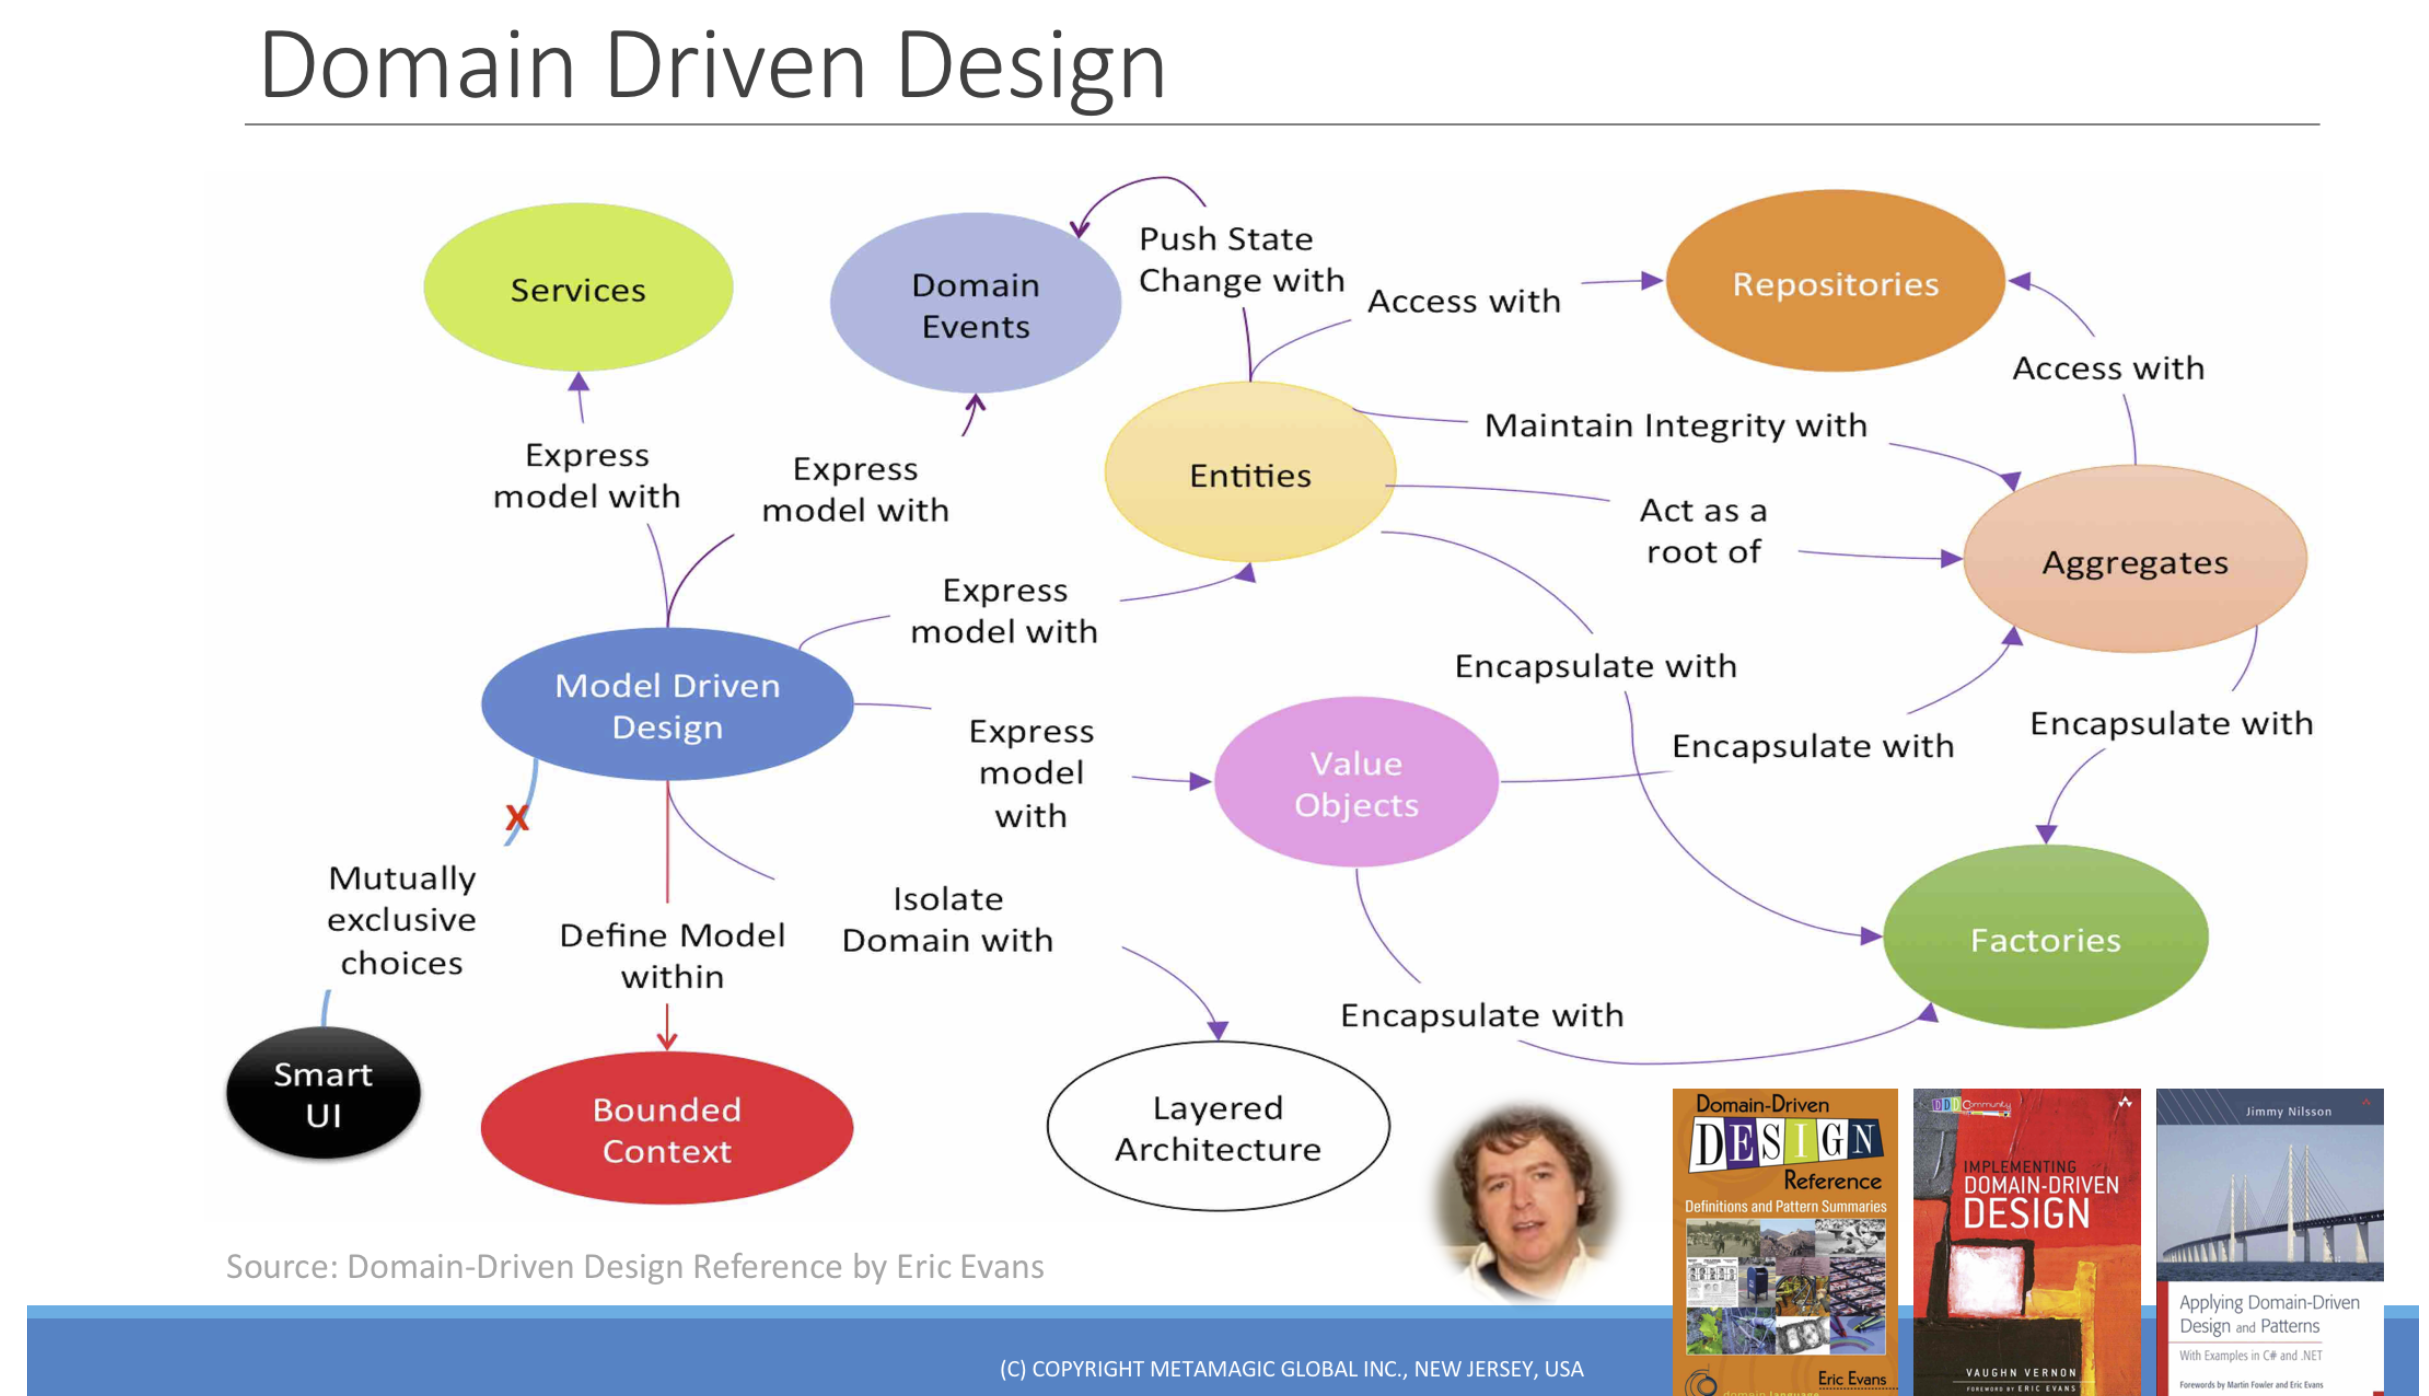 Domain Driven Design
Services
Domain
Events
Push State
Change with
Access with
Repositories
Access with
Express
model with
Express
model with
Entities
Maintain Integrity with
Act as a
root of
Aggregates
Express
model with
Model Driven
Design
Encapsulate with
Express
model
with
Value
Objects
Encapsulate with
Encapsulate with
X
Mutually
exclusive
choices
Define Model
within
Isolate
Domain with
Factories
Encapsulate with
Smart
UI
Bounded
Context
Layered
Architecture
Source: Domain-Driven Design Reference by Eric Evans
(C) COPYRIGHT METAMAGIC GLOBAL INC., NEW JERSEY, USA
Domain-Driven
DESIGN
Reference
Definitions and Pattern Summaries
Eric Evans
domain language
DDD Community
IMPLEMENTING
DOMAIN-DRIVEN
DESIGN
VAUGHN VERNON
FOREWORD BY ERIC EVANS
Jimmy Nilsson
Applying Domain-Driven
Design and Patterns
With Examples in C# and .NET
Forewords by Martin Fowler and Eric Evans